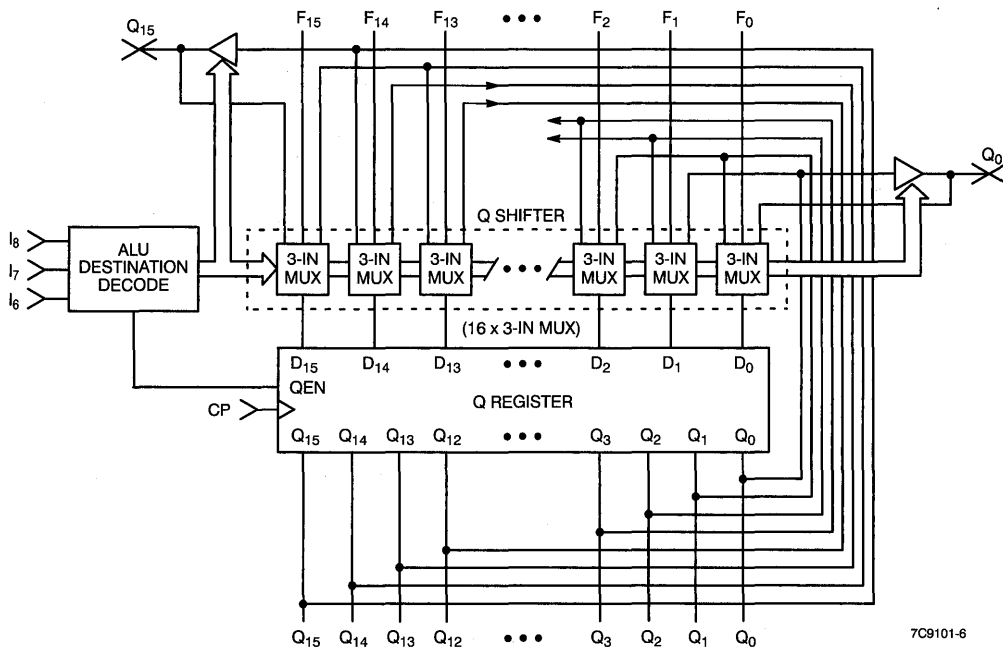 Q15 F15 F14 F13 ••• F2 F1 F0
Q0
Q SHIFTER
I8
I7
I6
ALU
DESTINATION
DECODE
3-IN MUX 3-IN MUX 3-IN MUX ••• 3-IN MUX 3-IN MUX 3-IN MUX
(16 x 3-IN MUX)
D15 D14 D13 ••• D2 D1 D0
QEN
Q REGISTER
CP
Q15 Q14 Q13 Q12 ••• Q3 Q2 Q1 Q0
Q15 Q14 Q13 Q12 ••• Q3 Q2 Q1 Q0
7C9101-6